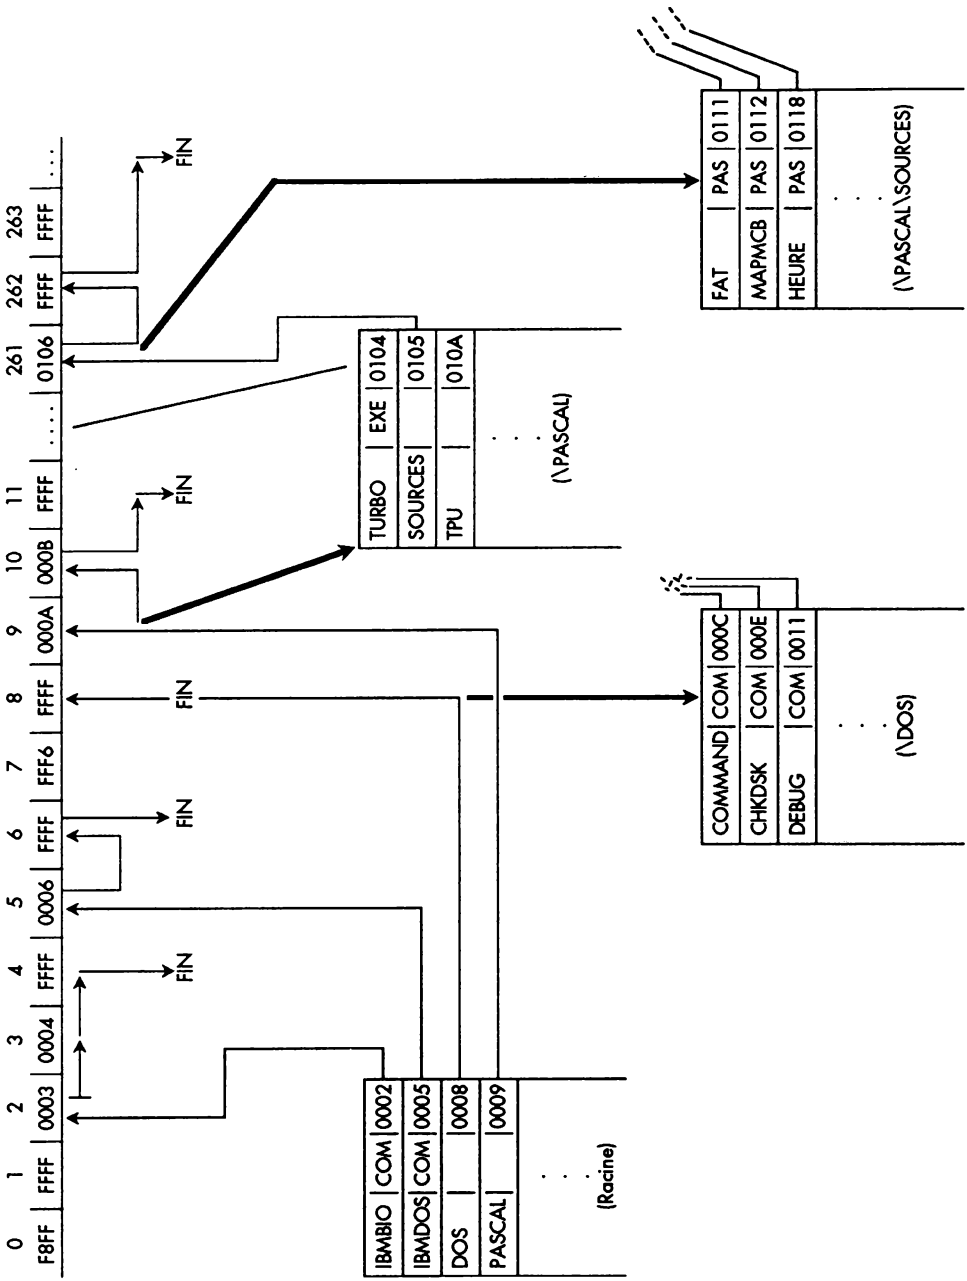 0 1 2 3 4 5 6 7 8 9 10 11 261 262 263
F8FF FFFF 0003 0004 FFFF 0006 FFFF FFF6 FFFF 000A 000B FFFF .... 0106 FFFF FFFF ....
FIN FIN FIN FIN FIN
IBMBIO COM 0002
IBMDOS COM 0005
DOS 0008
PASCAL 0009
. . .
(Racine)
TURBO EXE 0104
SOURCES 0105
TPU 010A
. . .
(\PASCAL)
COMMAND COM 000C
CHKDSK COM 000E
DEBUG COM 0011
. . .
(\DOS)
FAT PAS 0111
MAPMCB PAS 0112
HEURE PAS 0118
. . .
(\PASCAL\SOURCES)